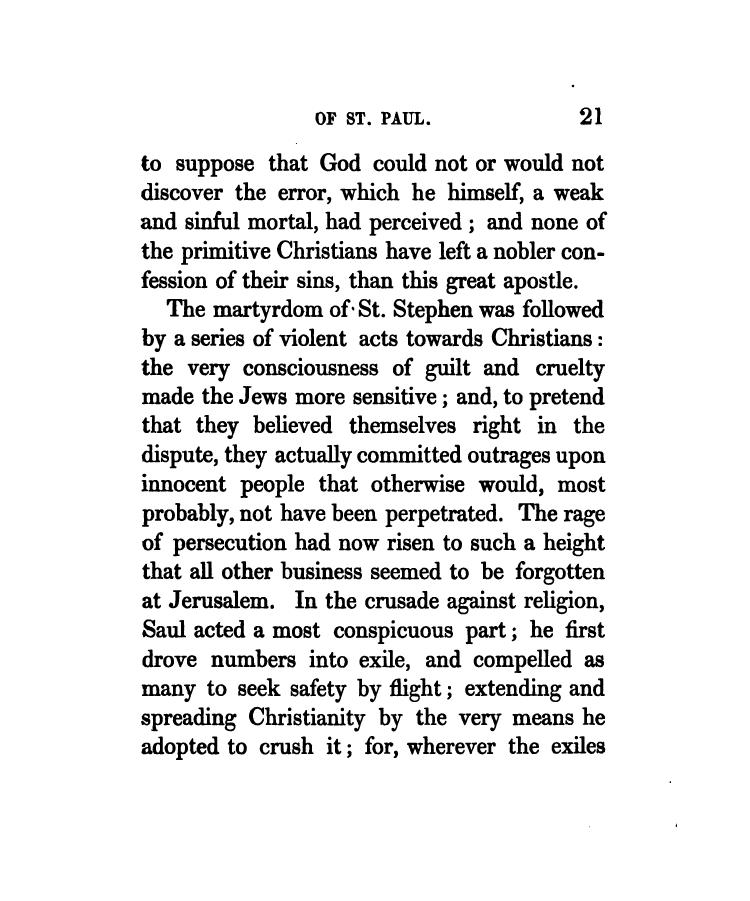 OF ST. PAUL. 21
to suppose that God could not or would not
discover the error, which he himself, a weak
and sinful mortal, had perceived ; and none of
the primitive Christians have left a nobler con-
fession of their sins, than this great apostle.
The martyrdom of St. Stephen was followed
by a series of violent acts towards Christians :
the very consciousness of guilt and cruelty
made the Jews more sensitive ; and, to pretend
that they believed themselves right in the
dispute, they actually committed outrages upon
innocent people that otherwise would, most
probably, not have been perpetrated. The rage
of persecution had now risen to such a height
that all other business seemed to be forgotten
at Jerusalem. In the crusade against religion,
Saul acted a most conspicuous part ; he first
drove numbers into exile, and compelled as
many to seek safety by flight ; extending and
spreading Christianity by the very means he
adopted to crush it ; for, wherever the exiles